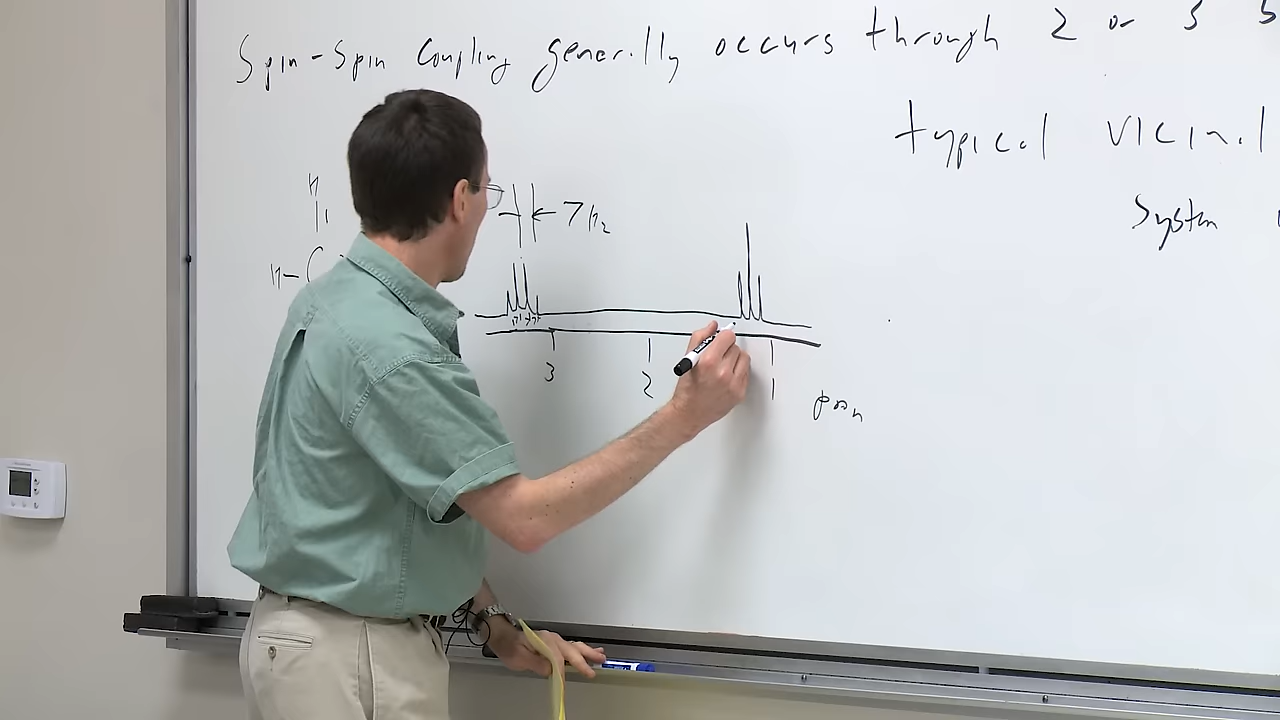 Spin-Spin Coupling generally occurs through 2 or 3 b
typical vicinal
System
H
H-C
7 Hz
3 2 1 ppm